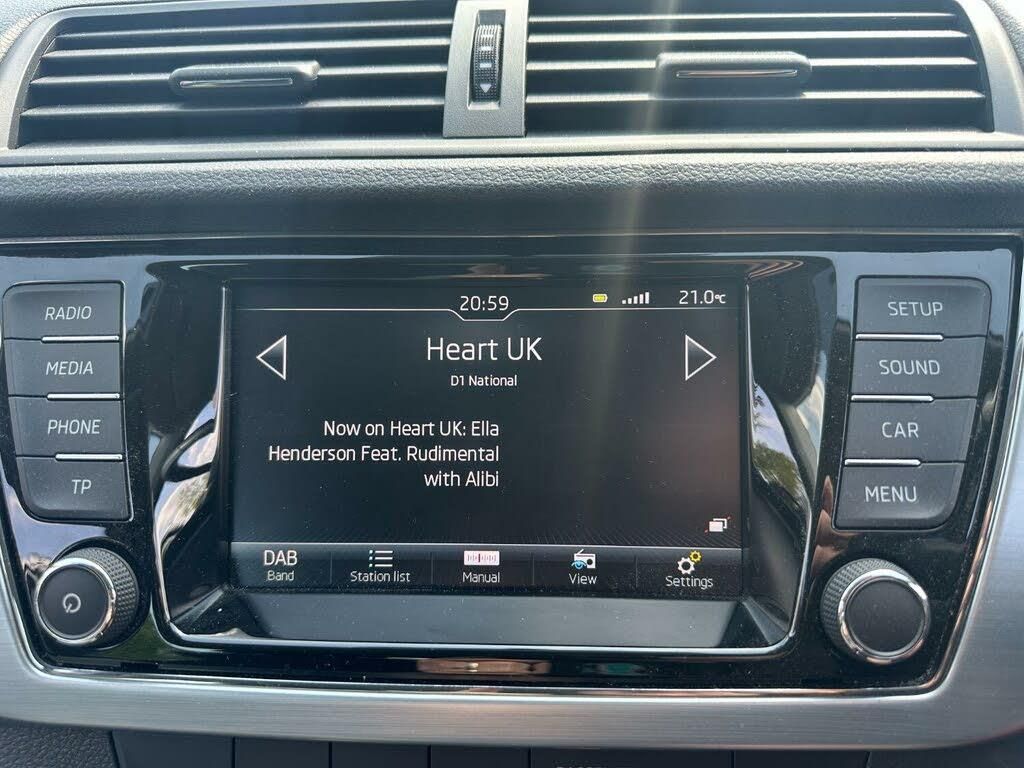 20:59
21.0°C
RADIO
MEDIA
PHONE
TP
Heart UK
D1 National
Now on Heart UK: Ella
Henderson Feat. Rudimental
with Alibi
DAB
Band
Station list
Manual
View
Settings
SETUP
SOUND
CAR
MENU